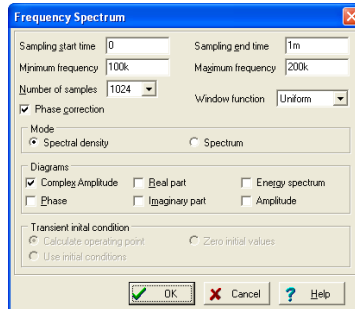 Frequency Spectrum
Sampling start time 0 Sampling end time 1m
Minimum frequency 100k Maximum frequency 200k
Number of samples 1024 Window function Uniform
Phase correction
Mode
Spectral density Spectrum
Diagrams
Complex Amplitude Real part Energy spectrum
Phase Imaginary part Amplitude
Transient inital condition
Calculate operating point Zero initial values
Use initial conditions
OK Cancel ? Help